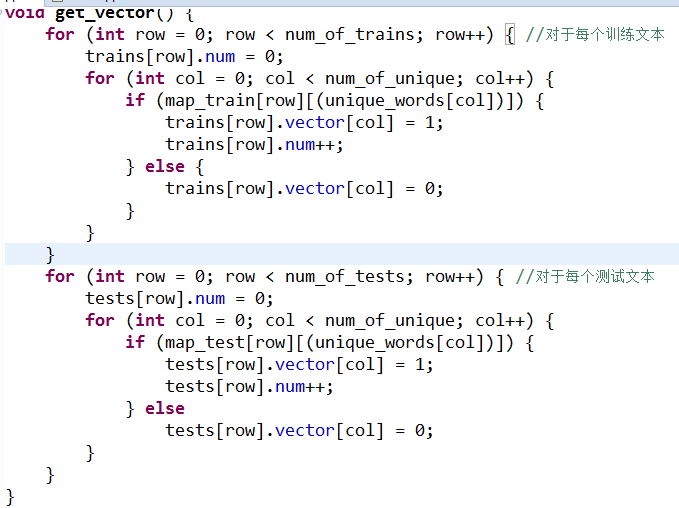 void get_vector() {
    for (int row = 0; row < num_of_trains; row++) { //对于每个训练文本
        trains[row].num = 0;
        for (int col = 0; col < num_of_unique; col++) {
            if (map_train[row][(unique_words[col])]) {
                trains[row].vector[col] = 1;
                trains[row].num++;
            } else {
                trains[row].vector[col] = 0;
            }
        }
    }
    for (int row = 0; row < num_of_tests; row++) { //对于每个测试文本
        tests[row].num = 0;
        for (int col = 0; col < num_of_unique; col++) {
            if (map_test[row][(unique_words[col])]) {
                tests[row].vector[col] = 1;
                tests[row].num++;
            } else
                tests[row].vector[col] = 0;
        }
    }
}